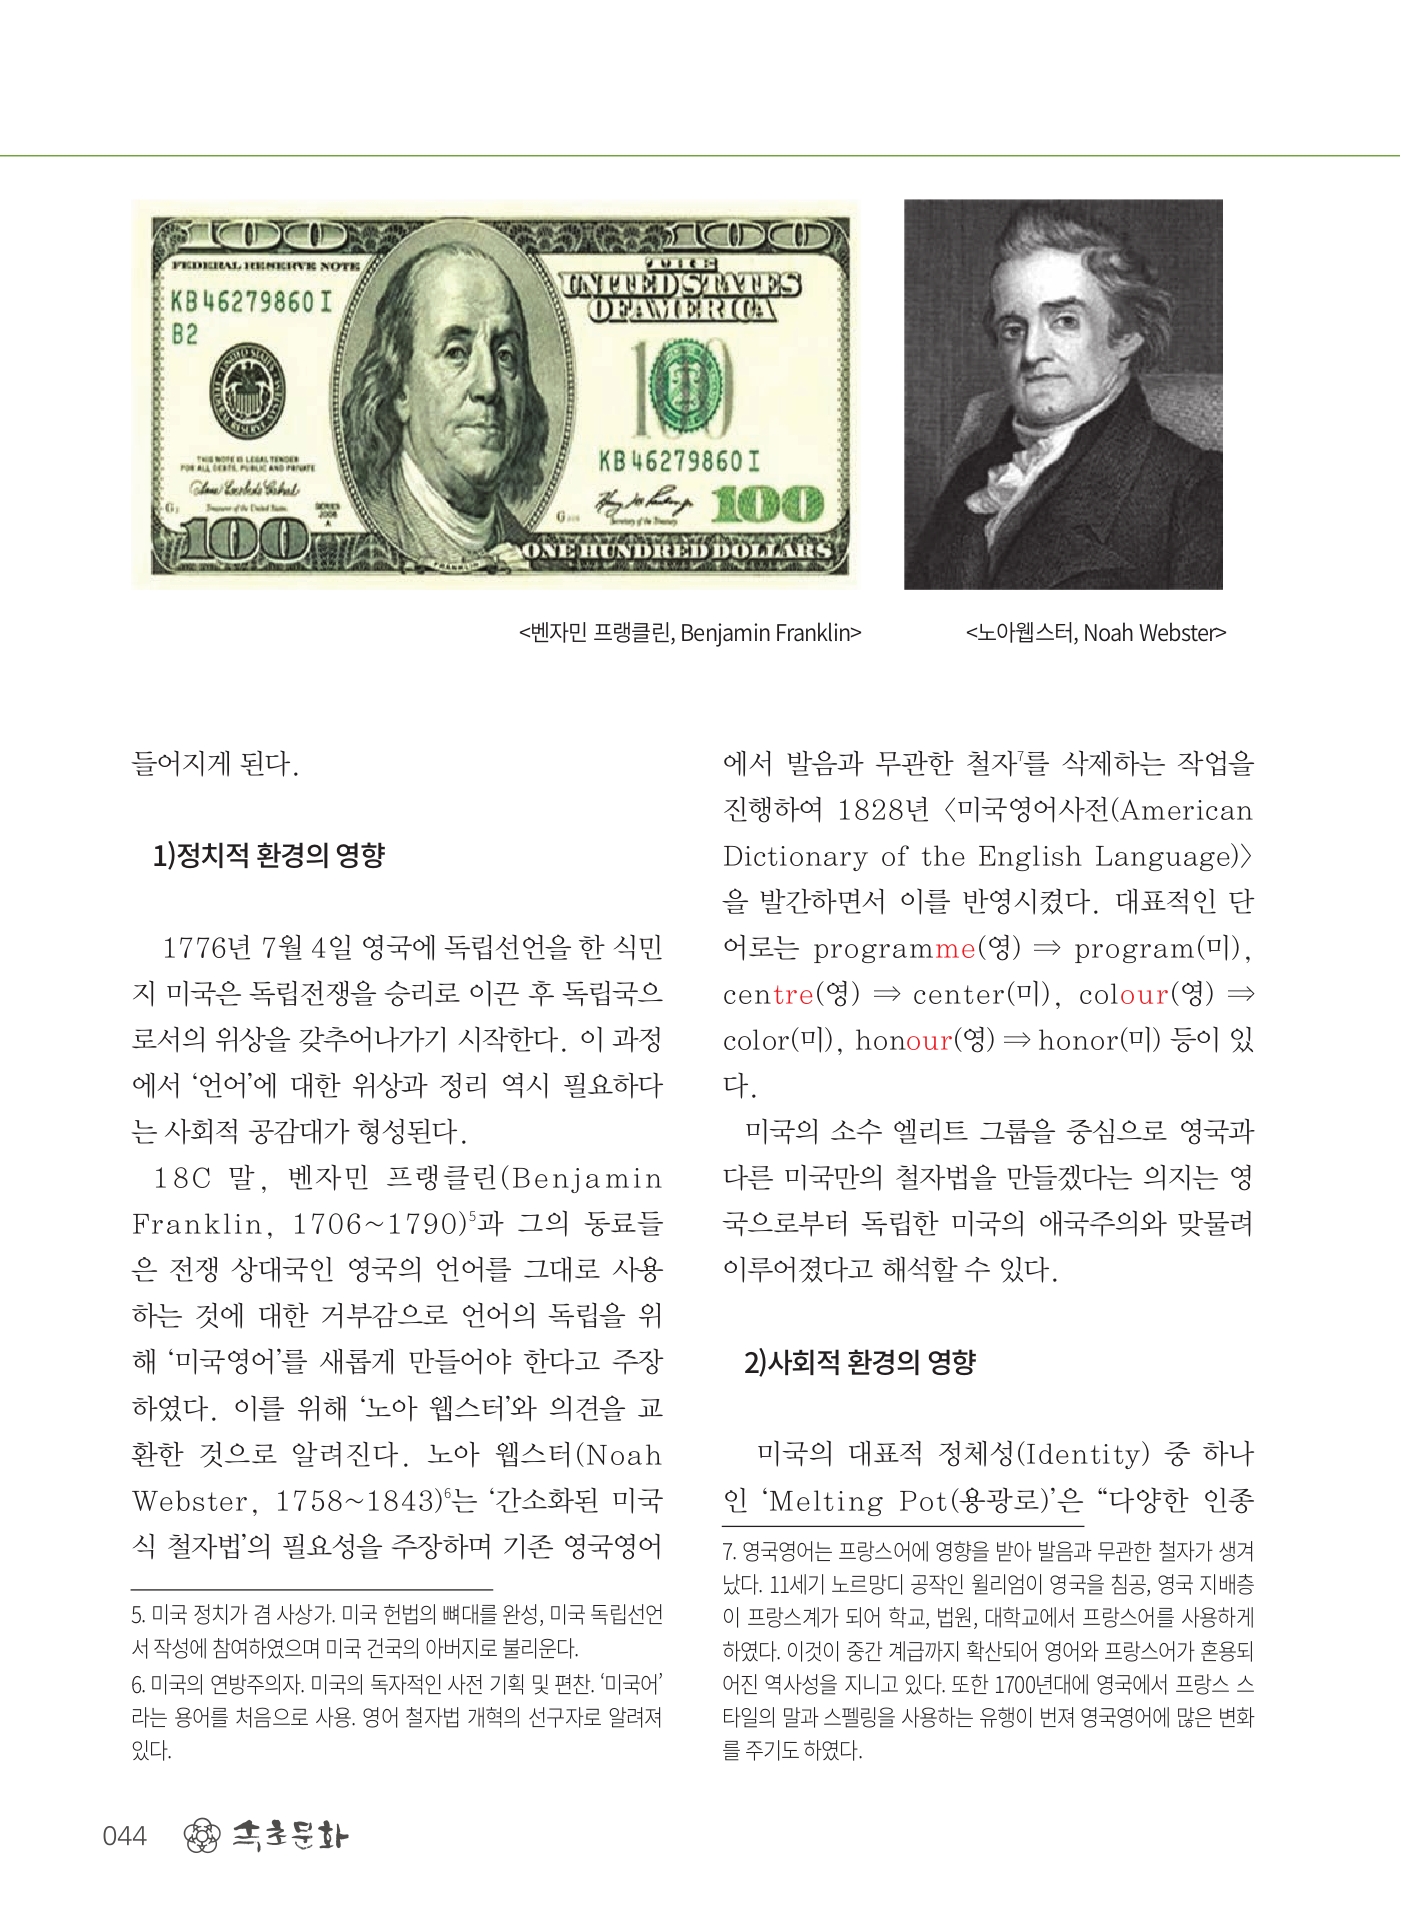 100
100
FEDERAL RESERVE NOTE
THE
UNITED STATES
OF AMERICA
KB 46279860 I
B2
100
THIS NOTE IS LEGAL TENDER
FOR ALL DEBTS, PUBLIC AND PRIVATE
KB 46279860 I
Treasurer of the United States
SERIES
2006
A
Secretary of the Treasury
100
100
FRANKLIN
ONE HUNDRED DOLLARS
<벤자민 프랭클린, Benjamin Franklin>
<노아웹스터, Noah Webster>
들어지게 된다.
1)정치적 환경의 영향
1776년 7월 4일 영국에 독립선언을 한 식민
지 미국은 독립전쟁을 승리로 이끈 후 독립국으
로서의 위상을 갖추어나가기 시작한다. 이 과정
에서 ‘언어’에 대한 위상과 정리 역시 필요하다
는 사회적 공감대가 형성된다.
18C 말, 벤자민 프랭클린(Benjamin
Franklin, 1706~1790)5과 그의 동료들
은 전쟁 상대국인 영국의 언어를 그대로 사용
하는 것에 대한 거부감으로 언어의 독립을 위
해 ‘미국영어’를 새롭게 만들어야 한다고 주장
하였다. 이를 위해 ‘노아 웹스터’와 의견을 교
환한 것으로 알려진다. 노아 웹스터(Noah
Webster, 1758~1843)6는 ‘간소화된 미국
식 철자법’의 필요성을 주장하며 기존 영국영어
5. 미국 정치가 겸 사상가. 미국 헌법의 뼈대를 완성, 미국 독립선언
서 작성에 참여하였으며 미국 건국의 아버지로 불리운다.
6. 미국의 연방주의자. 미국의 독자적인 사전 기획 및 편찬. ‘미국어’
라는 용어를 처음으로 사용. 영어 철자법 개혁의 선구자로 알려져
있다.
에서 발음과 무관한 철자7를 삭제하는 작업을
진행하여 1828년 〈미국영어사전(American
Dictionary of the English Language)〉
을 발간하면서 이를 반영시켰다. 대표적인 단
어로는 programme(영) ⇒ program(미),
centre(영) ⇒ center(미), colour(영) ⇒
color(미), honour(영) ⇒ honor(미) 등이 있
다.
미국의 소수 엘리트 그룹을 중심으로 영국과
다른 미국만의 철자법을 만들겠다는 의지는 영
국으로부터 독립한 미국의 애국주의와 맞물려
이루어졌다고 해석할 수 있다.
2)사회적 환경의 영향
미국의 대표적 정체성(Identity) 중 하나
인 ‘Melting Pot(용광로)’은 “다양한 인종
7. 영국영어는 프랑스어에 영향을 받아 발음과 무관한 철자가 생겨
났다. 11세기 노르망디 공작인 윌리엄이 영국을 침공, 영국 지배층
이 프랑스계가 되어 학교, 법원, 대학교에서 프랑스어를 사용하게
하였다. 이것이 중간 계급까지 확산되어 영어와 프랑스어가 혼용되
어진 역사성을 지니고 있다. 또한 1700년대에 영국에서 프랑스 스
타일의 말과 스펠링을 사용하는 유행이 번져 영국영어에 많은 변화
를 주기도 하였다.
044
속초문화